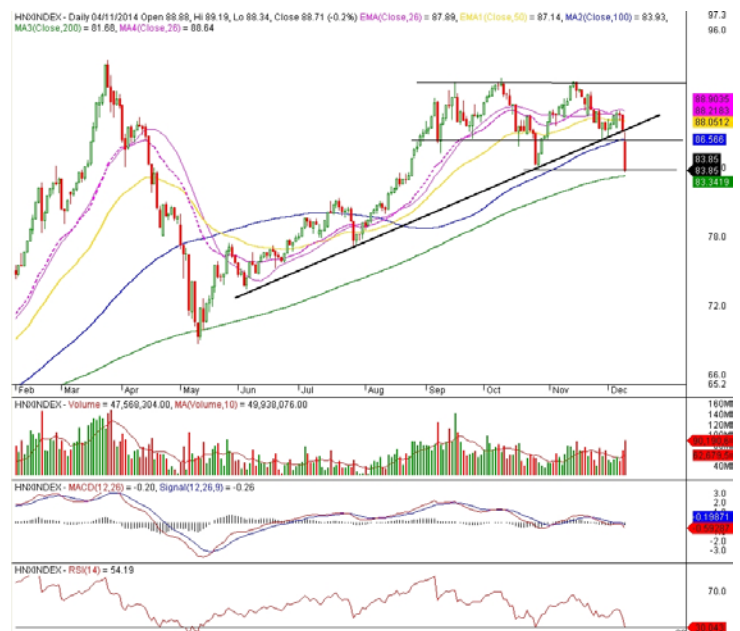 HNXINDEX - Daily 04/11/2014 Open 88.88, Hi 89.19, Lo 88.34, Close 88.71 (-0.2%) EMA(Close,26) = 87.89, EMA1(Close,50) = 87.14, MA2(Close,100) = 83.93,
MA3(Close,200) = 81.68, MA4(Close,26) = 88.64
97.3
96.0
88.9035
88.2183
88.0512
86.566
83.85
83.85
83.3419
78.0
72.0
66.0
65.2
Feb Mar Apr May Jun Jul Aug Sep Oct Nov Dec
HNXINDEX - Volume = 47,568,304.00, MA(Volume,10) = 49,938,076.00
160M
140M
120M
100M
40M
HNXINDEX - MACD(12,26) = -0.20, Signal(12,26,9) = -0.26
3.0
2.0
-0.19871
-2.0
-3.0
HNXINDEX - RSI(14) = 54.19
70.0
30.043